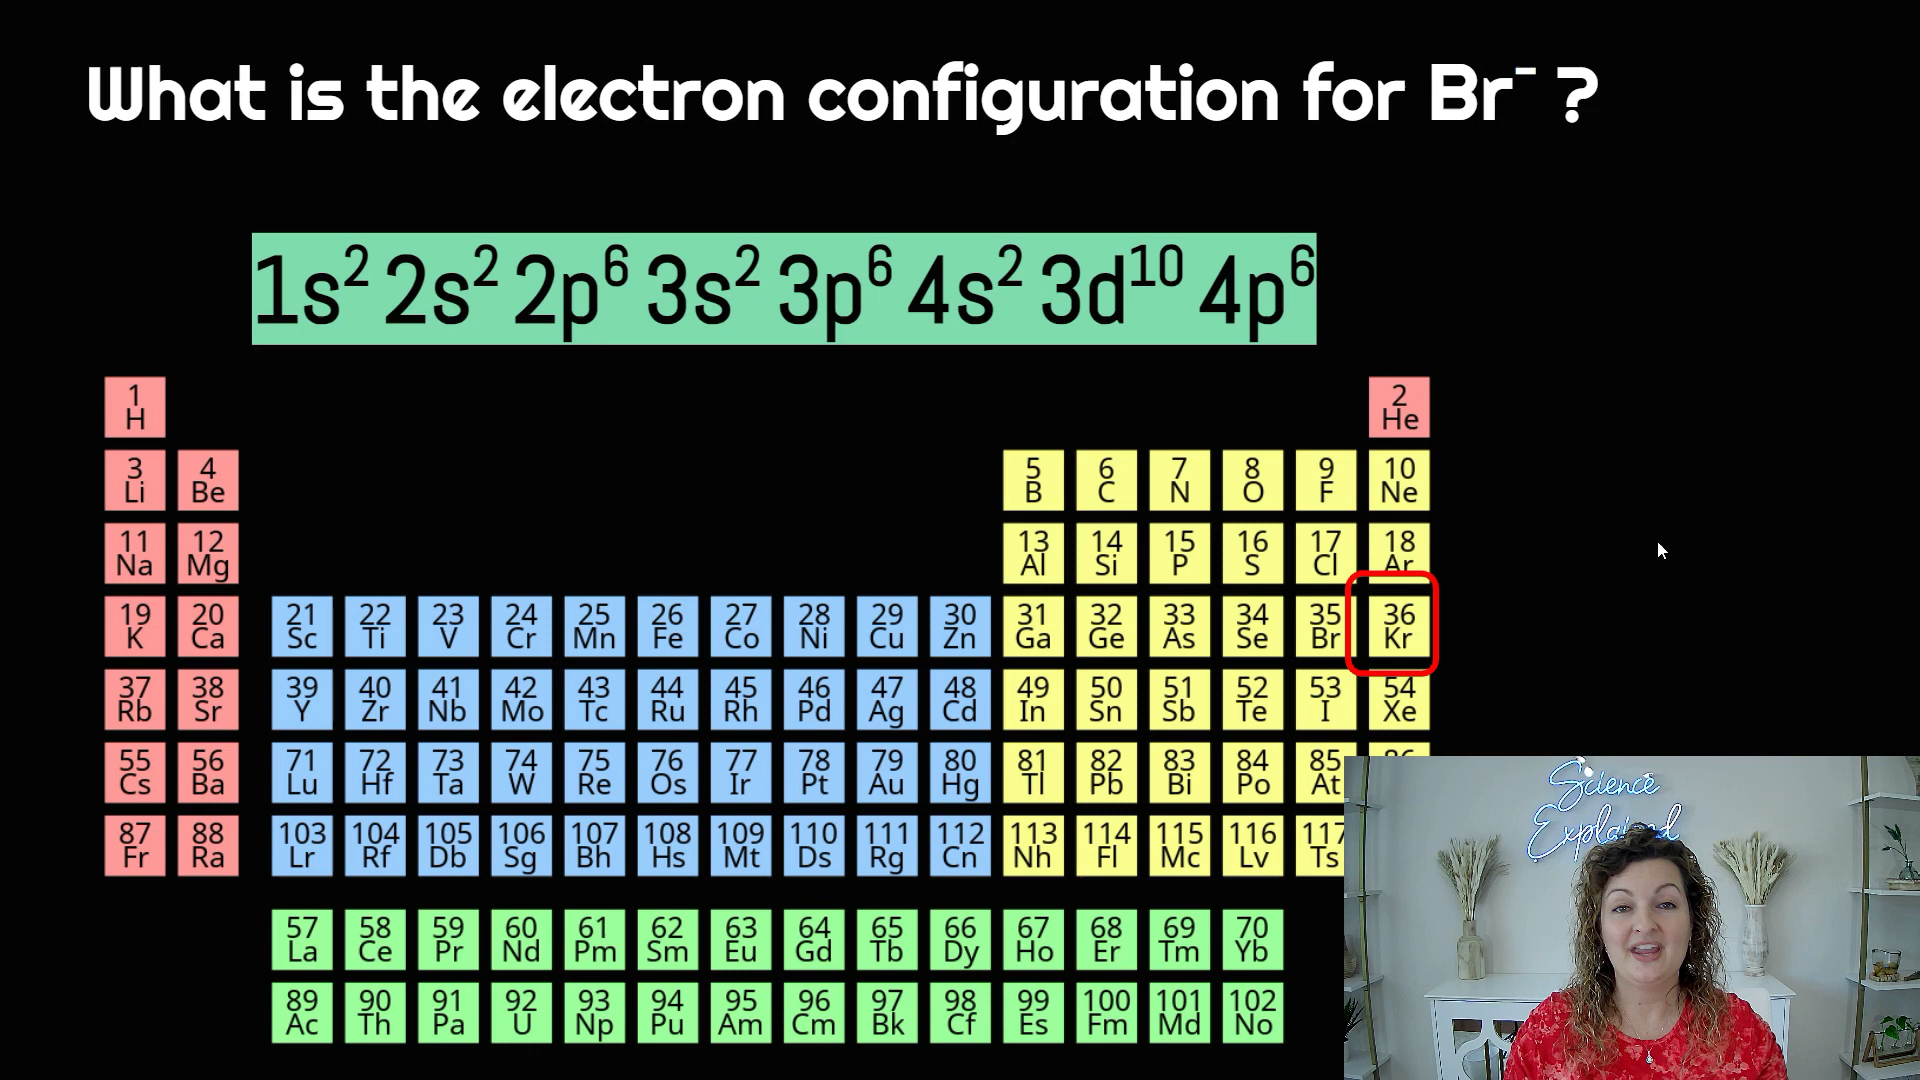 What is the electron configuration for Br⁻ ?
1s² 2s² 2p⁶ 3s² 3p⁶ 4s² 3d¹⁰ 4p⁶
1 2
H He
3 4 5 6 7 8 9 10
Li Be B C N O F Ne
11 12 13 14 15 16 17 18
Na Mg Al Si P S Cl Ar
19 20 21 22 23 24 25 26 27 28 29 30 31 32 33 34 35 36
K Ca Sc Ti V Cr Mn Fe Co Ni Cu Zn Ga Ge As Se Br Kr
37 38 39 40 41 42 43 44 45 46 47 48 49 50 51 52 53 54
Rb Sr Y Zr Nb Mo Tc Ru Rh Pd Ag Cd In Sn Sb Te I Xe
55 56 71 72 73 74 75 76 77 78 79 80 81 82 83 84 85
Cs Ba Lu Hf Ta W Re Os Ir Pt Au Hg Tl Pb Bi Po At
87 88 103 104 105 106 107 108 109 110 111 112 113 114 115 116 117
Fr Ra Lr Rf Db Sg Bh Hs Mt Ds Rg Cn Nh Fl Mc Lv Ts
57 58 59 60 61 62 63 64 65 66 67 68 69 70
La Ce Pr Nd Pm Sm Eu Gd Tb Dy Ho Er Tm Yb
89 90 91 92 93 94 95 96 97 98 99 100 101 102
Ac Th Pa U Np Pu Am Cm Bk Cf Es Fm Md No
Science
Explained